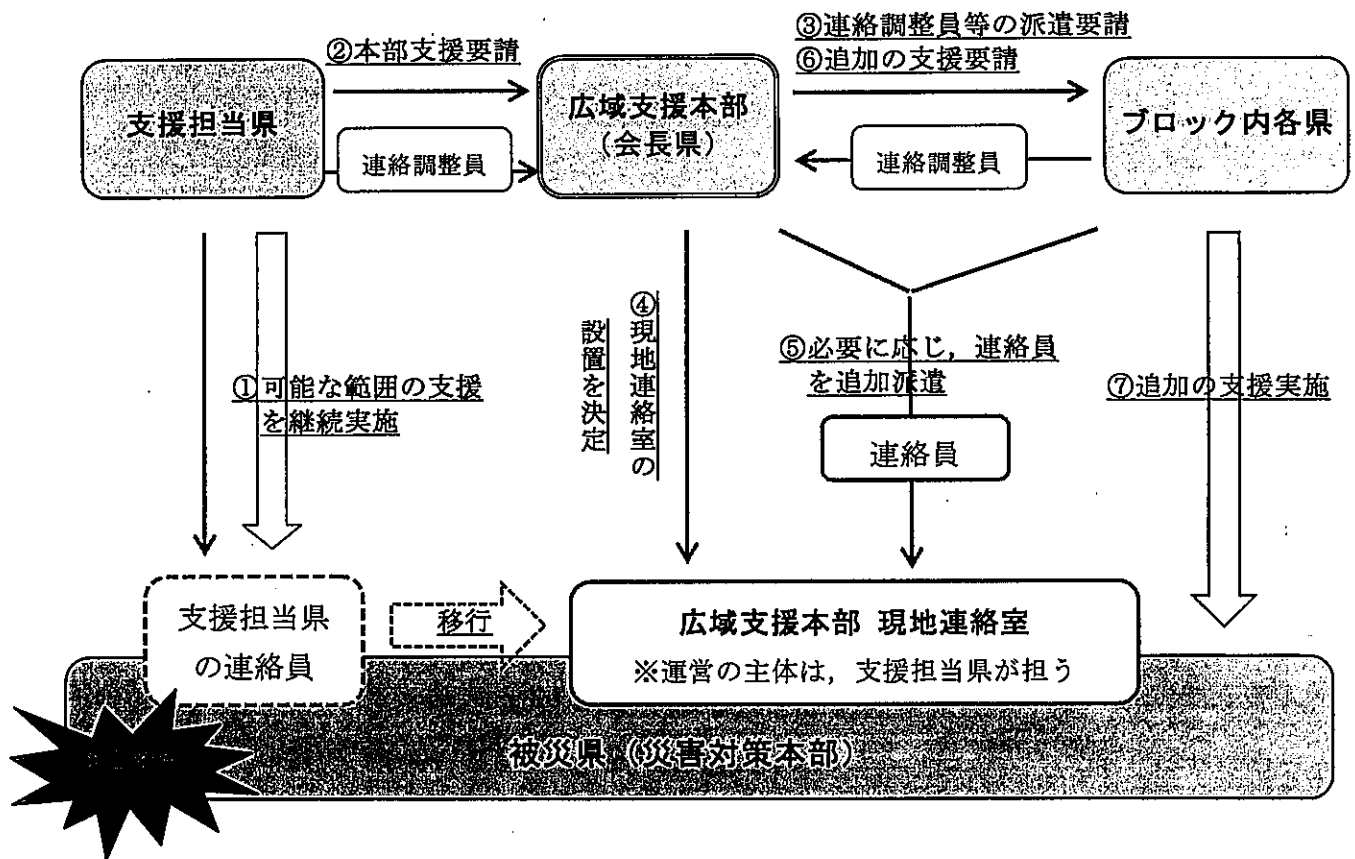 ③連絡調整員等の派遣要請
②本部支援要請
⑥追加の支援要請
支援担当県
広域支援本部
(会長県)
ブロック内各県
連絡調整員
連絡調整員
①可能な範囲の支援
を継続実施
④現地連絡室の
設置を決定
⑤必要に応じ，連絡員
を追加派遣
⑦追加の支援実施
連絡員
支援担当県
の連絡員
移行
広域支援本部 現地連絡室
※運営の主体は，支援担当県が担う
被災県（災害対策本部）